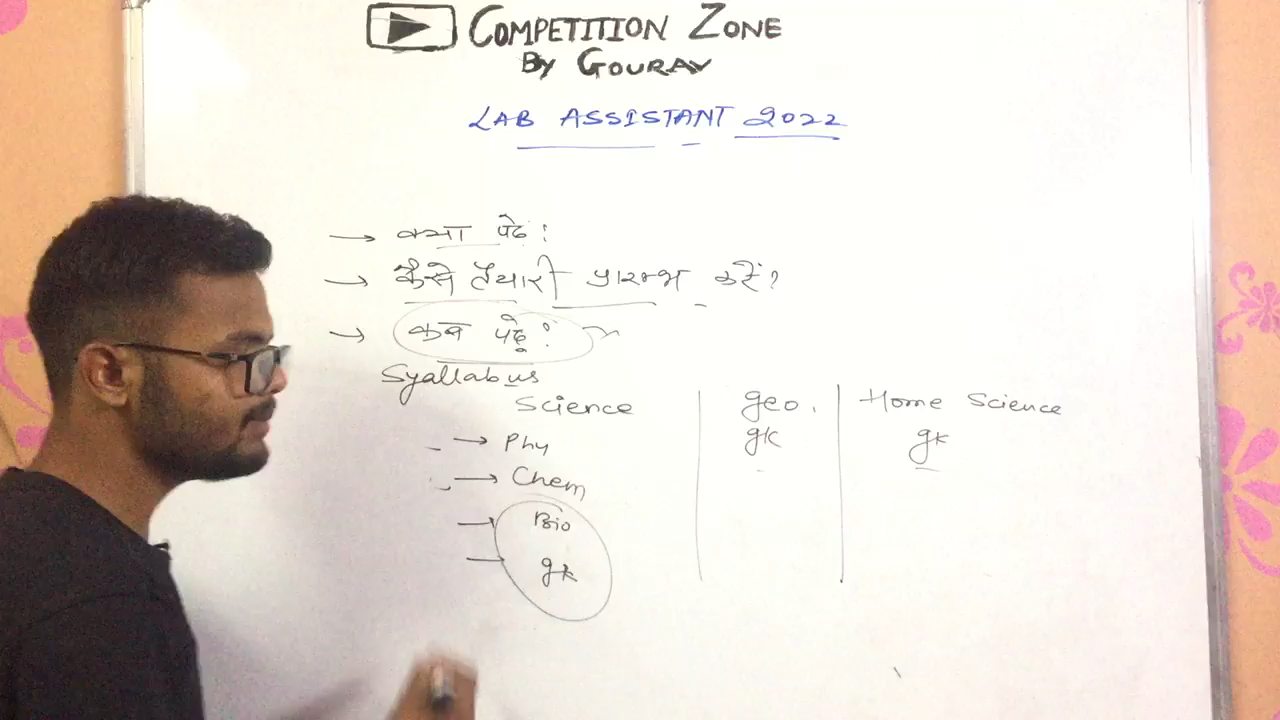 COMPETITION ZONE
By GOURAV
LAB ASSISTANT 2022
→ क्या पढे ?
→ कैसे तैयारी प्रारम्भ करें ?
→ कब पढू ?
Syallabus
Science geo. Home Science
→ Phy gk gk
→ Chem
→ Bio
→ gk